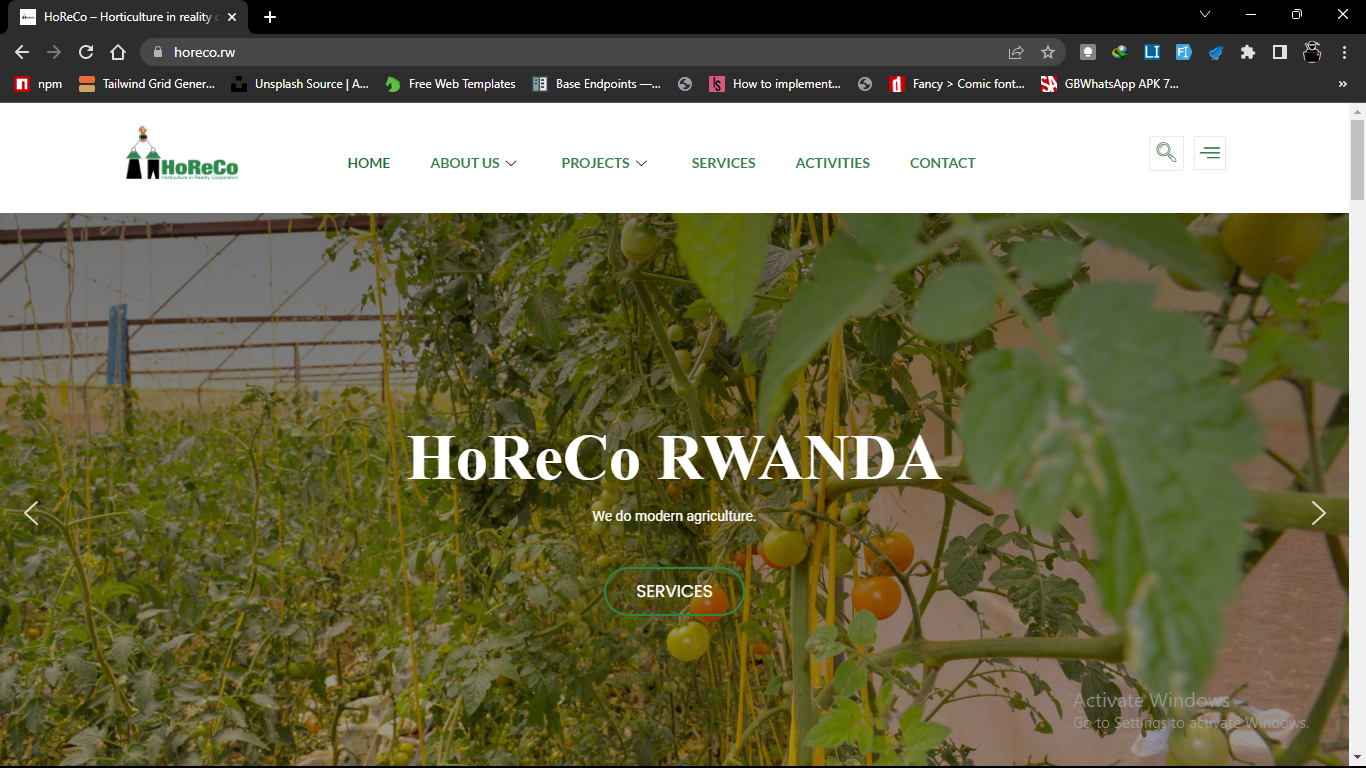 HoReCo – Horticulture in reality c
horeco.rw
npm
Tailwind Grid Gener...
Unsplash Source | A...
Free Web Templates
Base Endpoints —...
How to implement...
Fancy > Comic font...
GBWhatsApp APK 7...
»
HoReCo
Horticulture in Reality Corporation
HOME
ABOUT US
PROJECTS
SERVICES
ACTIVITIES
CONTACT
HoReCo RWANDA
We do modern agriculture.
SERVICES
Activate Windows
Go to Settings to activate Windows.